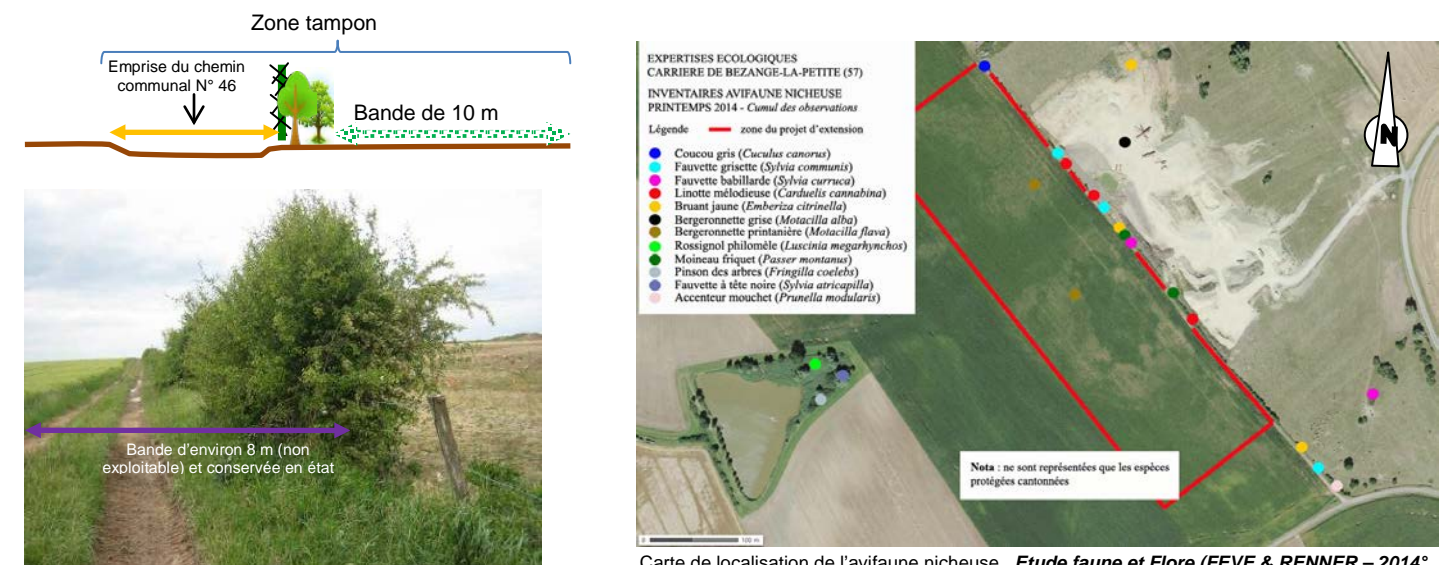 Zone tampon
Emprise du chemin
communal N° 46
Bande de 10 m
Bande d'environ 8 m (non
exploitable) et conservée en état
EXPERTISES ECOLOGIQUES
CARRIERE DE BEZANGE-LA-PETITE (57)
INVENTAIRES AVIFAUNE NICHEUSE
PRINTEMPS 2014 - Cumul des observations
Légende zone du projet d'extension
Coucou gris (Cuculus canorus)
Fauvette grisette (Sylvia communis)
Fauvette babillarde (Sylvia curruca)
Linotte mélodieuse (Carduelis cannabina)
Bruant jaune (Emberiza citrinella)
Bergeronnette grise (Motacilla alba)
Bergeronnette printanière (Motacilla flava)
Rossignol philomèle (Luscinia megarhynchos)
Moineau friquet (Passer montanus)
Pinson des arbres (Fringilla coelebs)
Fauvette à tête noire (Sylvia atricapilla)
Accenteur mouchet (Prunella modularis)
N
Nota : ne sont représentées que les espèces
protégées cantonnées
0 100 m
Carte de localisation de l'avifaune nicheuse Etude faune et Flore (FEVE & RENNER – 2014°